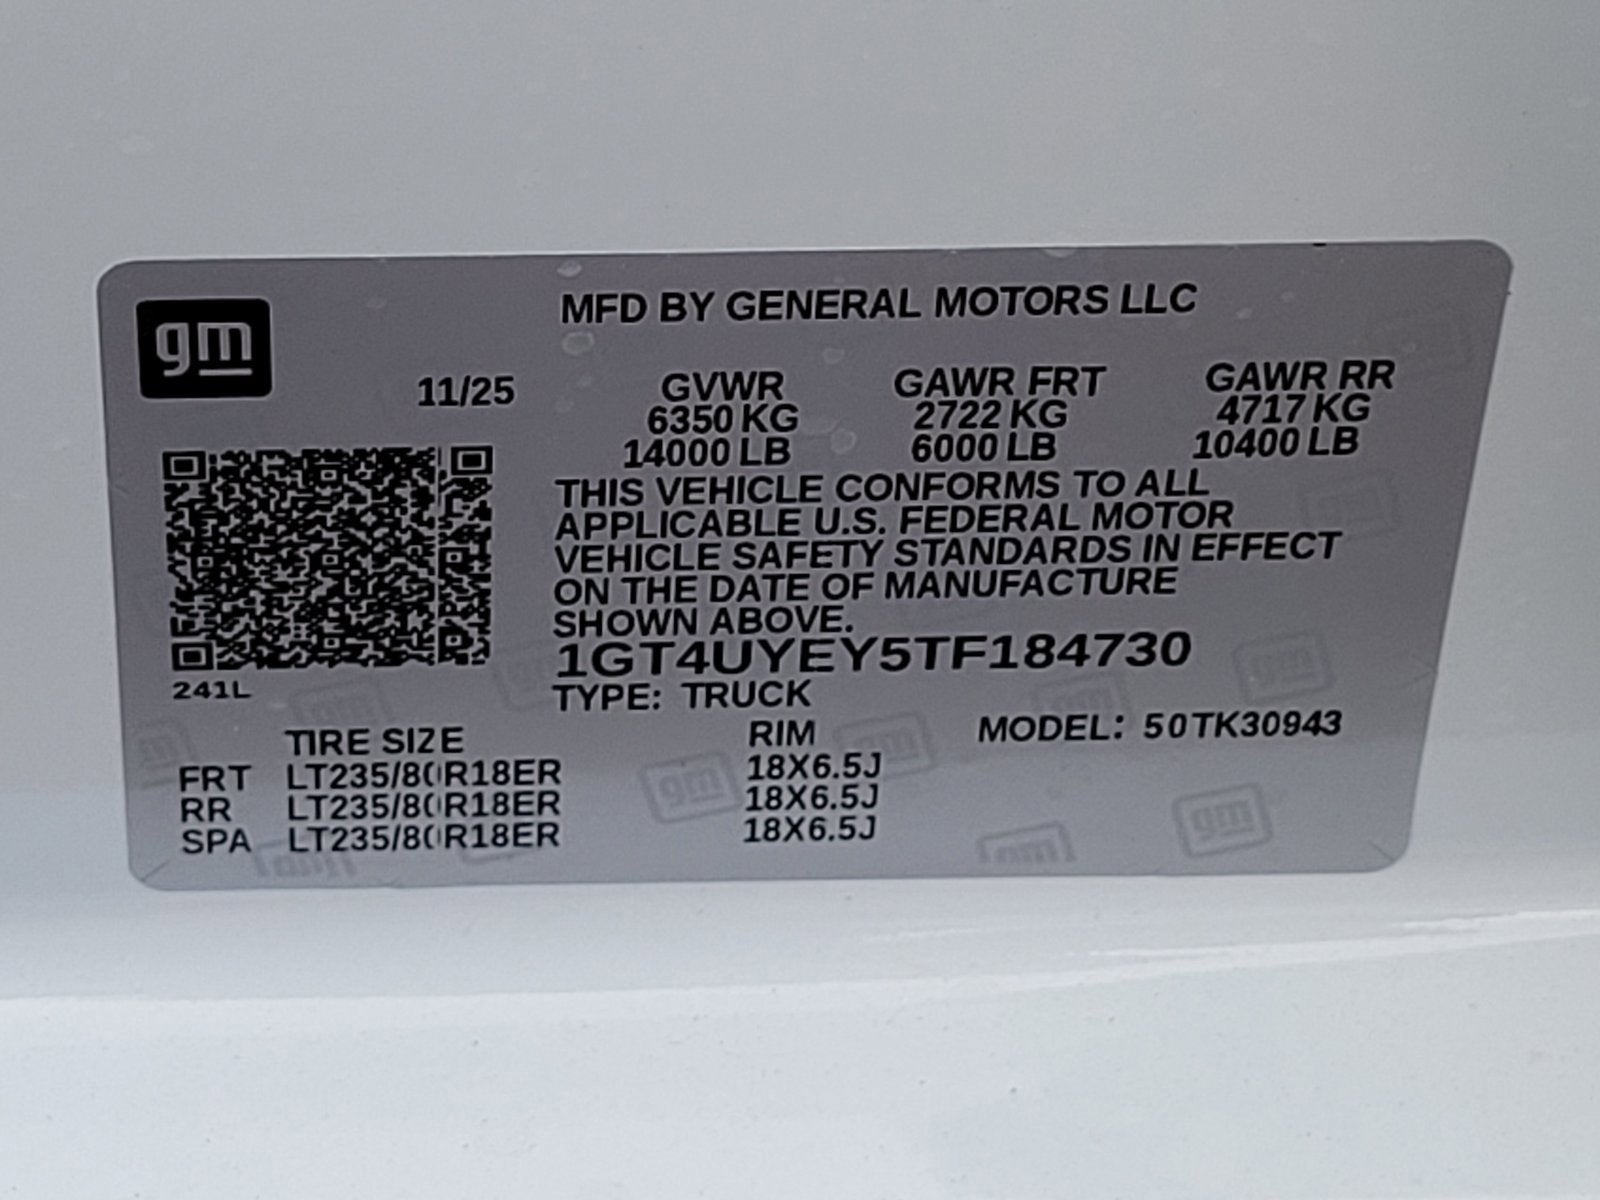 gm
MFD BY GENERAL MOTORS LLC
11/25 GVWR GAWR FRT GAWR RR
6350 KG 2722 KG 4717 KG
14000 LB 6000 LB 10400 LB
THIS VEHICLE CONFORMS TO ALL
APPLICABLE U.S. FEDERAL MOTOR
VEHICLE SAFETY STANDARDS IN EFFECT
ON THE DATE OF MANUFACTURE
SHOWN ABOVE.
1GT4UYEY5TF184730
241L
TYPE: TRUCK
TIRE SIZE RIM MODEL: 50TK30943
FRT LT235/80R18ER 18X6.5J
RR LT235/80R18ER 18X6.5J
SPA LT235/80R18ER 18X6.5J